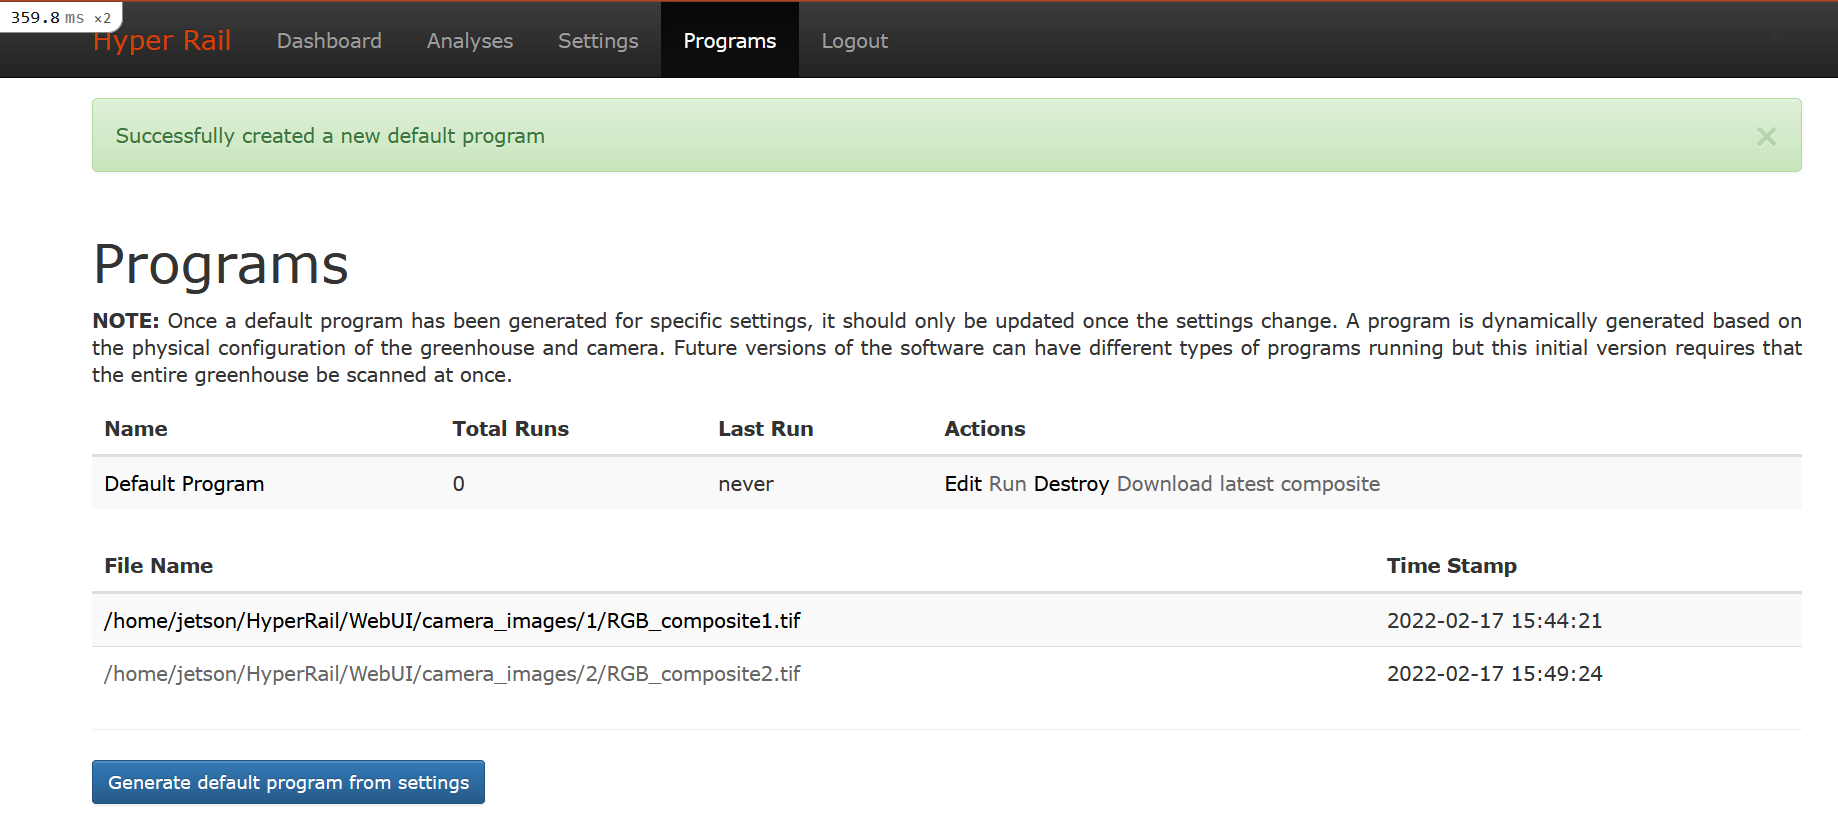 359.8 ms ×2
Hyper Rail Dashboard Analyses Settings Programs Logout
Successfully created a new default program ×
Programs
NOTE: Once a default program has been generated for specific settings, it should only be updated once the settings change. A program is dynamically generated based on
the physical configuration of the greenhouse and camera. Future versions of the software can have different types of programs running but this initial version requires that
the entire greenhouse be scanned at once.
Name Total Runs Last Run Actions
Default Program 0 never Edit Run Destroy Download latest composite
File Name Time Stamp
/home/jetson/HyperRail/WebUI/camera_images/1/RGB_composite1.tif 2022-02-17 15:44:21
/home/jetson/HyperRail/WebUI/camera_images/2/RGB_composite2.tif 2022-02-17 15:49:24
Generate default program from settings